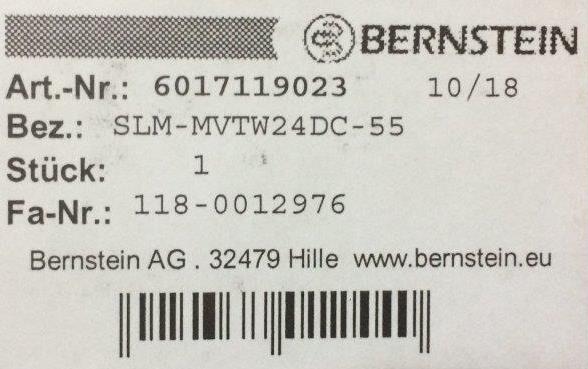 BERNSTEIN
Art.-Nr.: 6017119023 10/18
Bez.: SLM-MVTW24DC-55
Stück: 1
Fa-Nr.: 118-0012976
Bernstein AG . 32479 Hille www.bernstein.eu